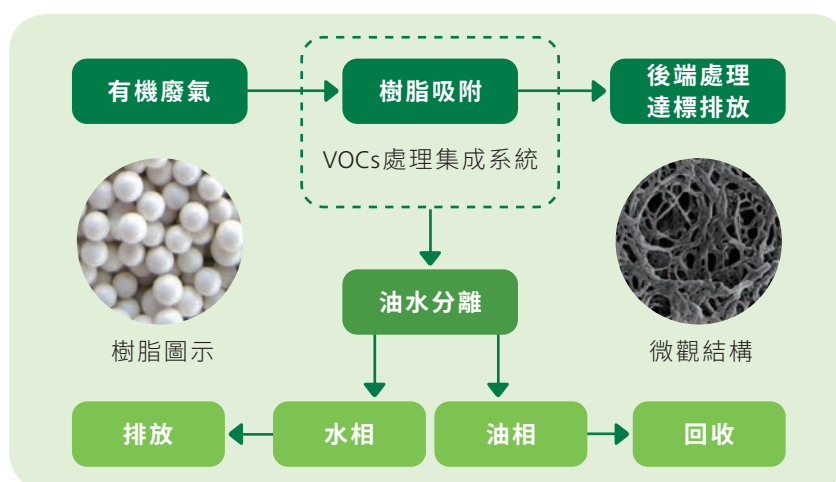 有機廢氣
樹脂吸附
後端處理
達標排放
VOCs處理集成系統
油水分離
樹脂圖示
微觀結構
排放
水相
油相
回收